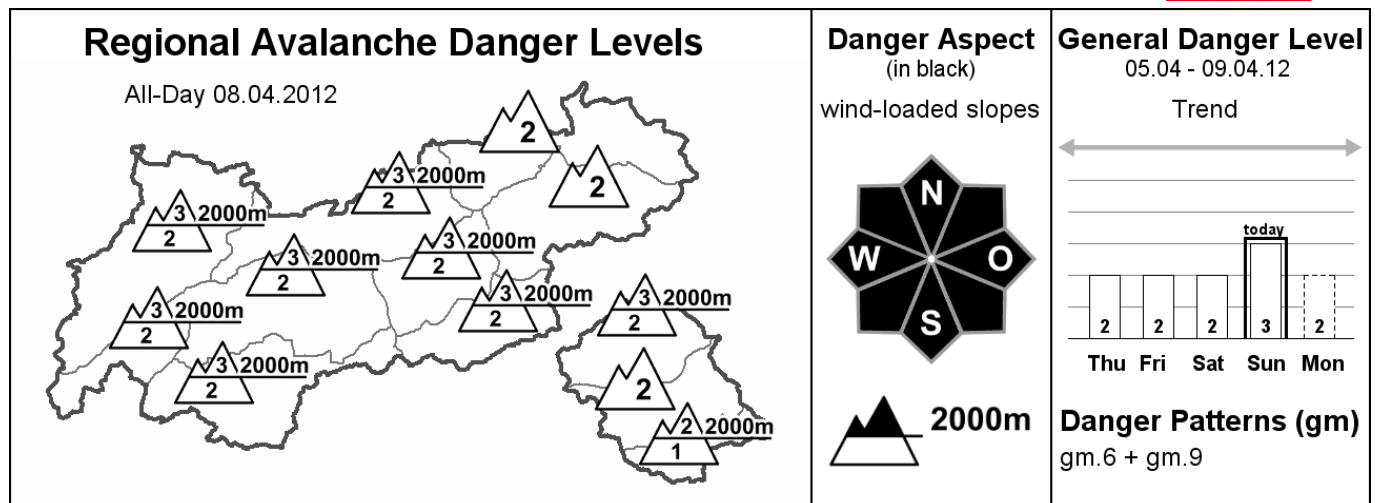 Regional Avalanche Danger Levels
All-Day 08.04.2012
2
2
3 2000m
2
3 2000m
2
3 2000m
2
3 2000m
2
3 2000m
2
3 2000m
2
3 2000m
2
3 2000m
2
2
2 2000m
1
Danger Aspect
(in black)
wind-loaded slopes
N
W O
S
2000m
General Danger Level
05.04 - 09.04.12
Trend
today
2 2 2 3 2
Thu Fri Sat Sun Mon
Danger Patterns (gm)
gm.6 + gm.9